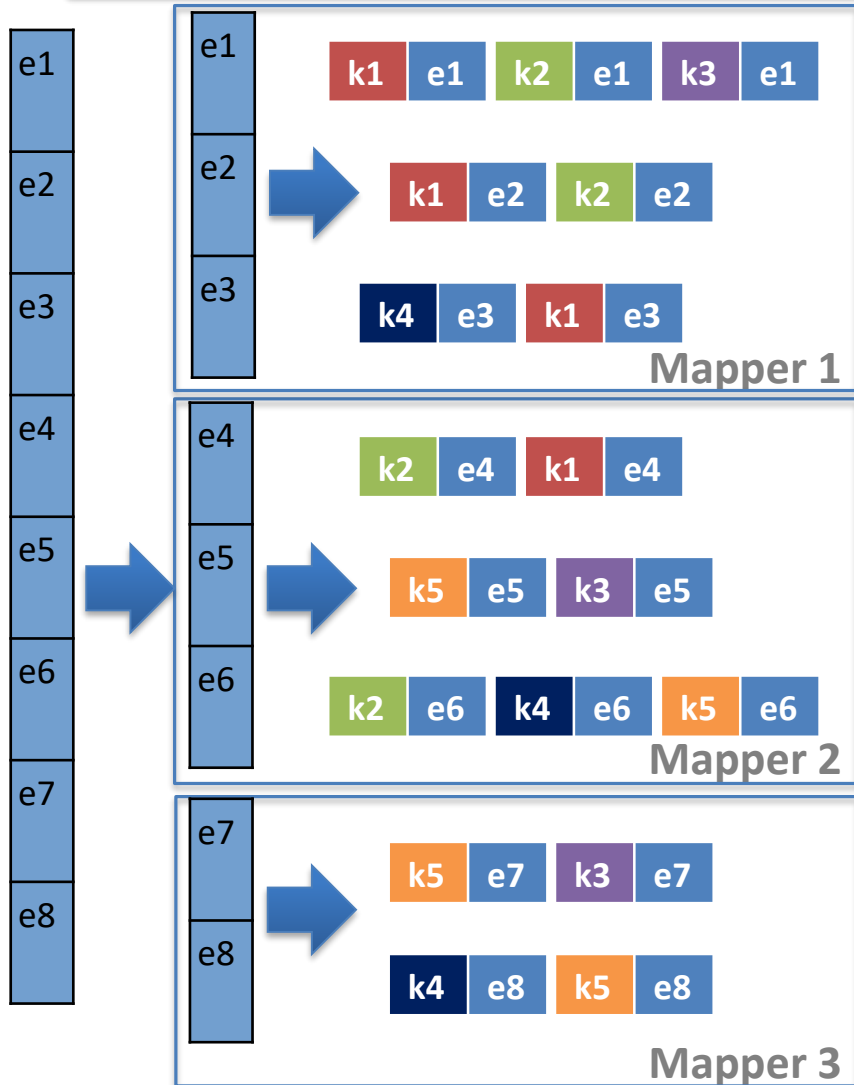 e1
e2
e3
e4
e5
e6
e7
e8
e1
e2
e3
k1 e1 k2 e1 k3 e1
k1 e2 k2 e2
k4 e3 k1 e3
Mapper 1
e4
e5
e6
k2 e4 k1 e4
k5 e5 k3 e5
k2 e6 k4 e6 k5 e6
Mapper 2
e7
e8
k5 e7 k3 e7
k4 e8 k5 e8
Mapper 3